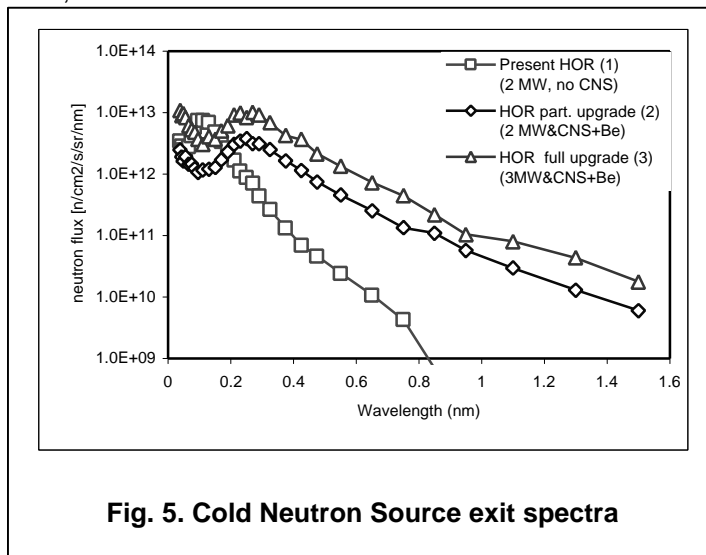 1.0E+14
1.0E+13
1.0E+12
1.0E+11
1.0E+10
1.0E+09
neutron flux [n/cm2/s/sr/nm]
Present HOR (1)
(2 MW, no CNS)
HOR part. upgrade (2)
(2 MW&CNS+Be)
HOR full upgrade (3)
(3MW&CNS+Be)
0 0.2 0.4 0.6 0.8 1 1.2 1.4 1.6
Wavelength (nm)
Fig. 5. Cold Neutron Source exit spectra